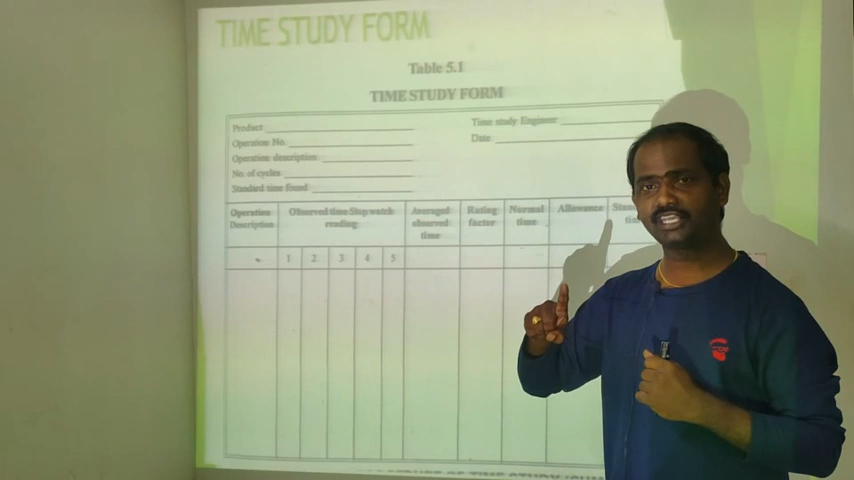 TIME STUDY FORM
Table 5.1
TIME STUDY FORM
Product
Time study Engineer
Operation No.
Date
Operation description
No. of cycles
Standard time found
Operation Description
Observed time Stop watch reading
Averaged observed time
Rating factor
Normal time
Allowance
1 2 3 4 5